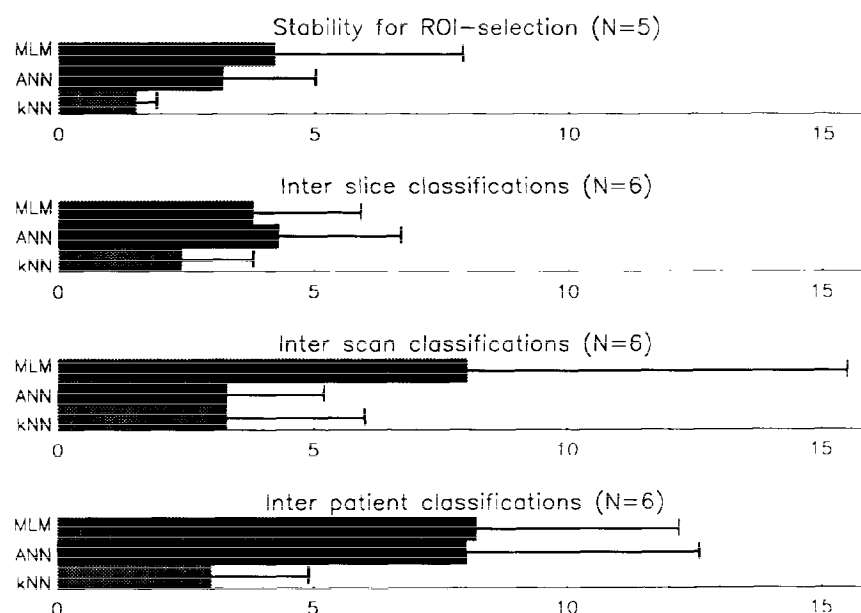 Stability for ROI-selection (N=5)
MLM
ANN
kNN
0 5 10 15
Inter slice classifications (N=6)
MLM
ANN
kNN
0 5 10 15
Inter scan classifications (N=6)
MLM
ANN
kNN
0 5 10 15
Inter patient classifications (N=6)
MLM
ANN
kNN
0 5 10 15